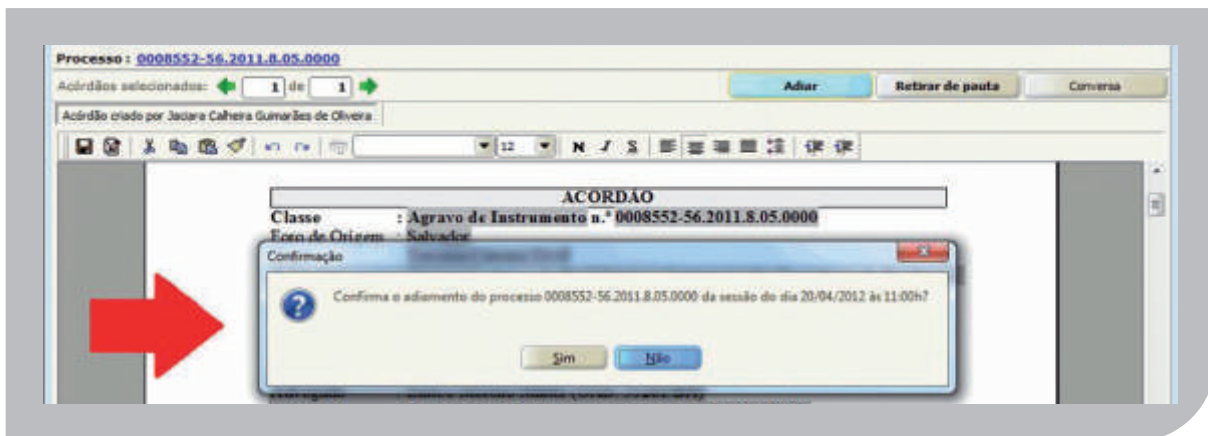 Processo : 0008552-56.2011.8.05.0000
Acórdãos selecionados: 1 de 1 Adiar Retirar de pauta Conversa
Acórdão criado por Jaciara Calheira Guimarães de Oliveira
12 N I S
ACORDÃO
Classe : Agravo de Instrumento n.º 0008552-56.2011.8.05.0000
Foro de Origem : Salvador
Confirmação
Confirma o adiamento do processo 0008552-56.2011.8.05.0000 da sessão do dia 20/04/2012 às 11:00h?
Sim Não